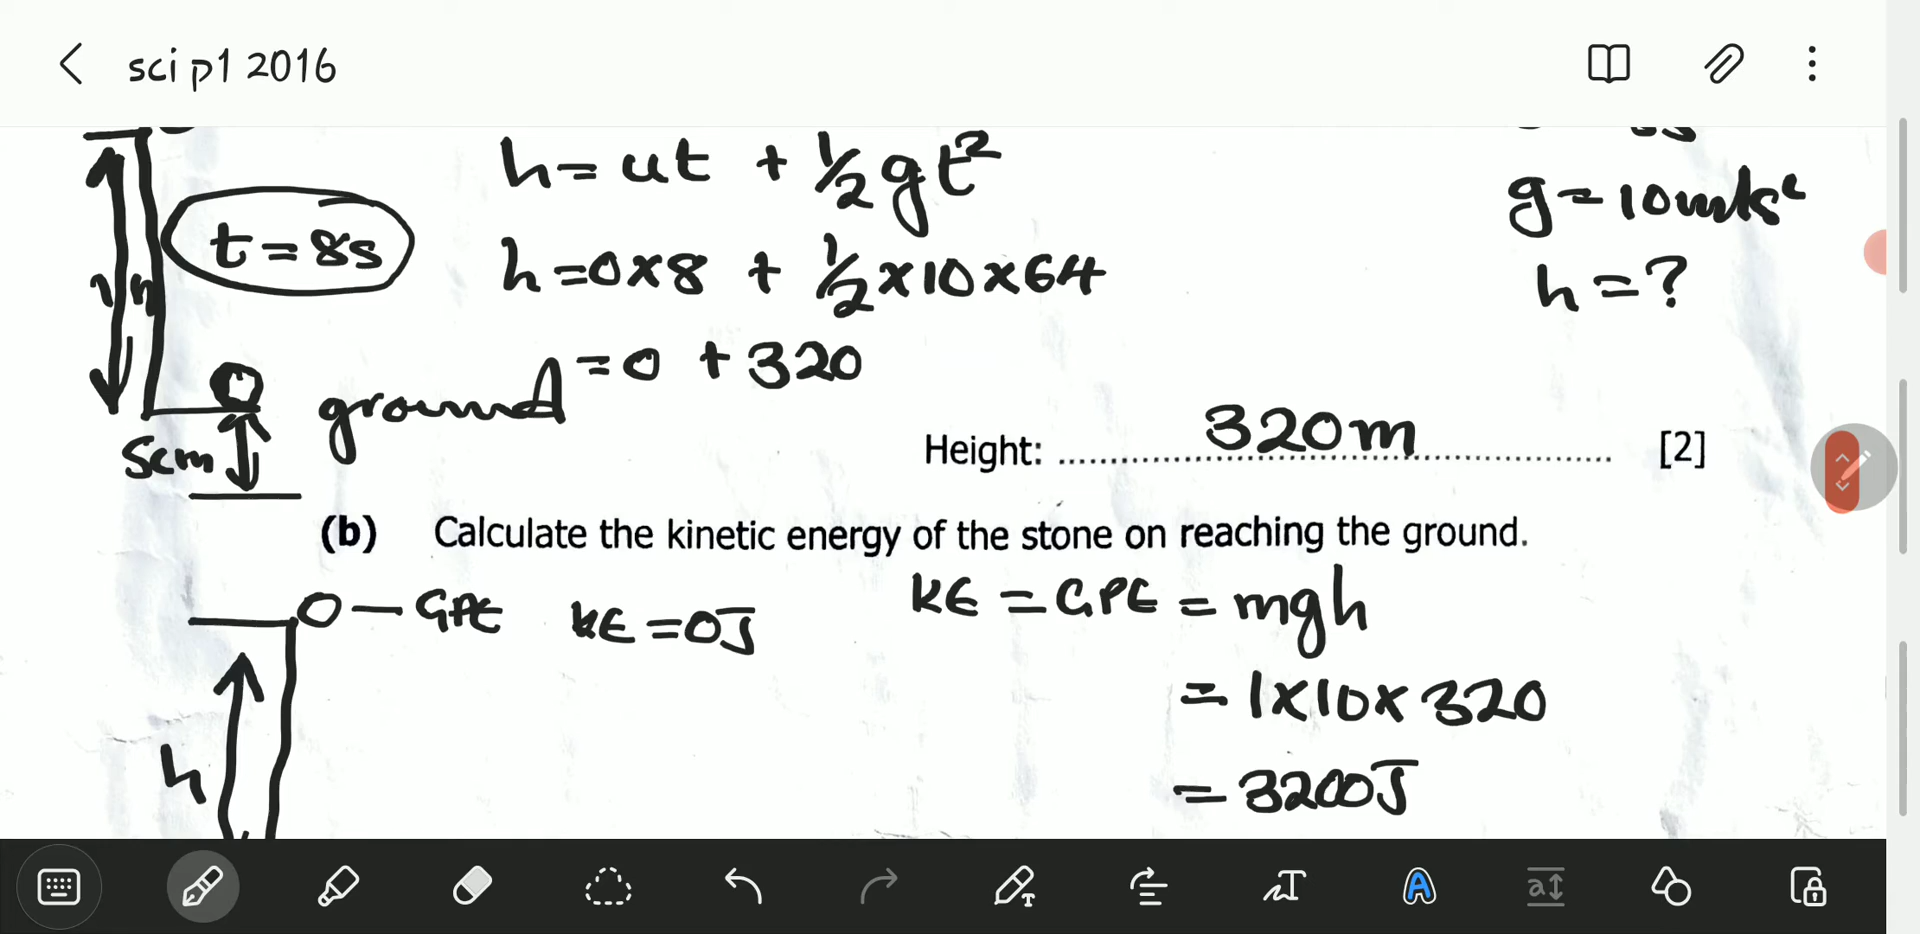 sci p1 2016
h = ut + ½gt²
g = 10m/s²
t = 8s
h = 0 × 8 + ½ × 10 × 64
h = ?
h
= 0 + 320
ground
5cm
Height: 320m [2]
(b) Calculate the kinetic energy of the stone on reaching the ground.
O — GPE KE = 0J
KE = GPE = mgh
= 1 × 10 × 320
= 3200J
h